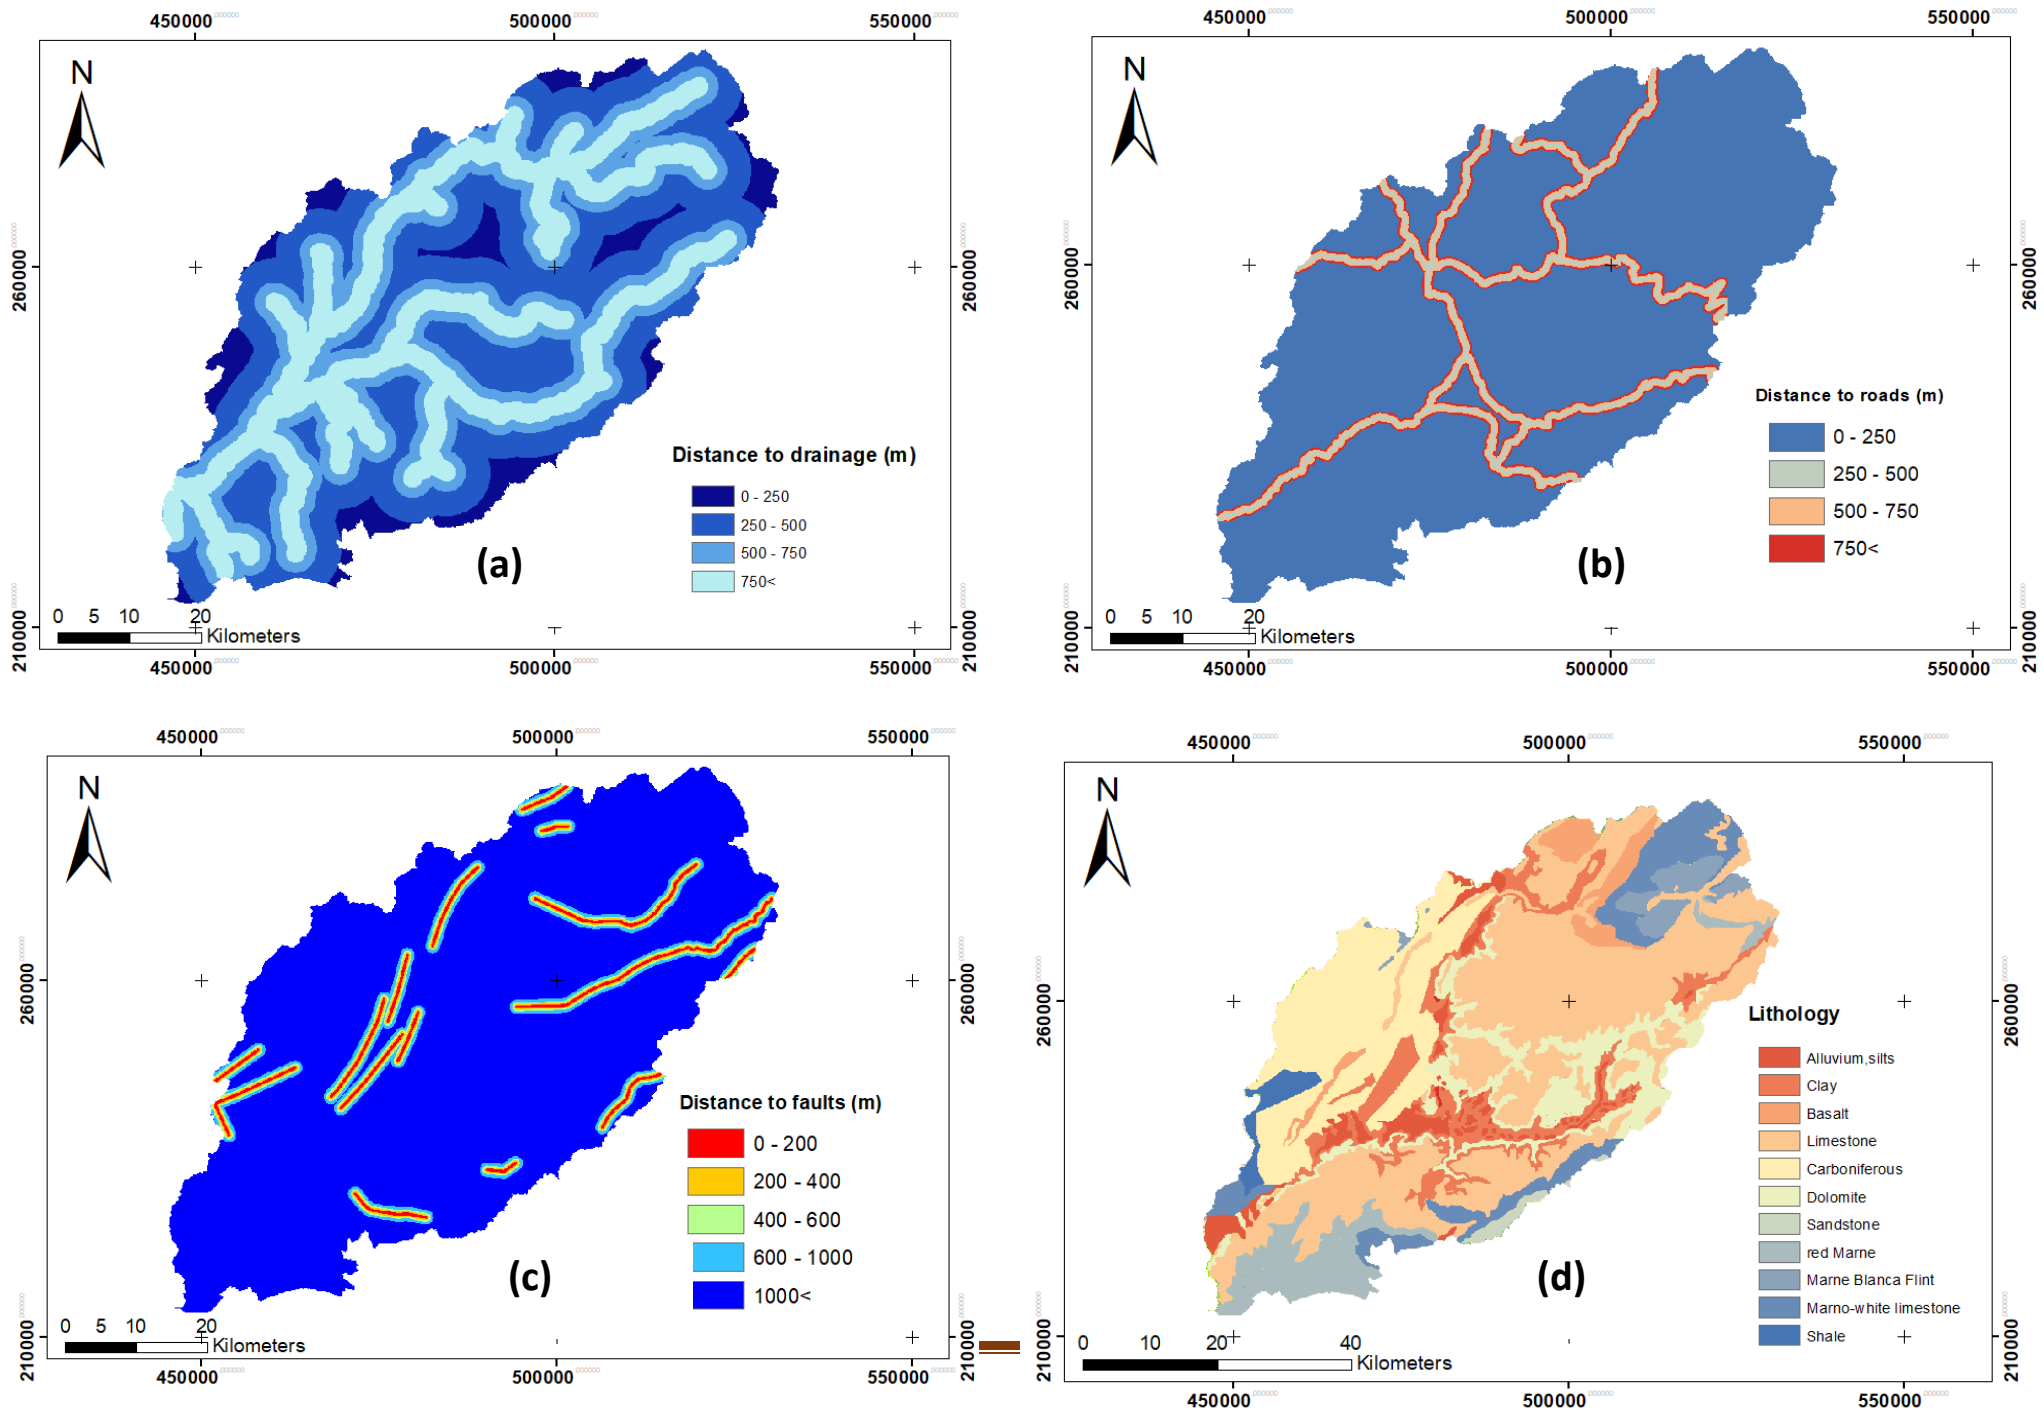 450000 500000 550000
N
260000 260000
Distance to drainage (m)
0 - 250
250 - 500
500 - 750
750<
(a)
0 5 10 20
Kilometers
210000 210000
450000 500000 550000
450000 500000 550000
N
260000 260000
Distance to roads (m)
0 - 250
250 - 500
500 - 750
750<
(b)
0 5 10 20
Kilometers
210000 210000
450000 500000 550000
450000 500000 550000
N
260000 260000
Distance to faults (m)
0 - 200
200 - 400
400 - 600
600 - 1000
1000<
(c)
0 5 10 20
Kilometers
210000 210000
450000 500000 550000
450000 500000 550000
N
260000 260000
Lithology
Alluvium,silts
Clay
Basalt
Limestone
Carboniferous
Dolomite
Sandstone
red Marne
Marne Blanca Flint
Marno-white limestone
Shale
(d)
0 10 20 40
Kilometers
210000 210000
450000 500000 550000